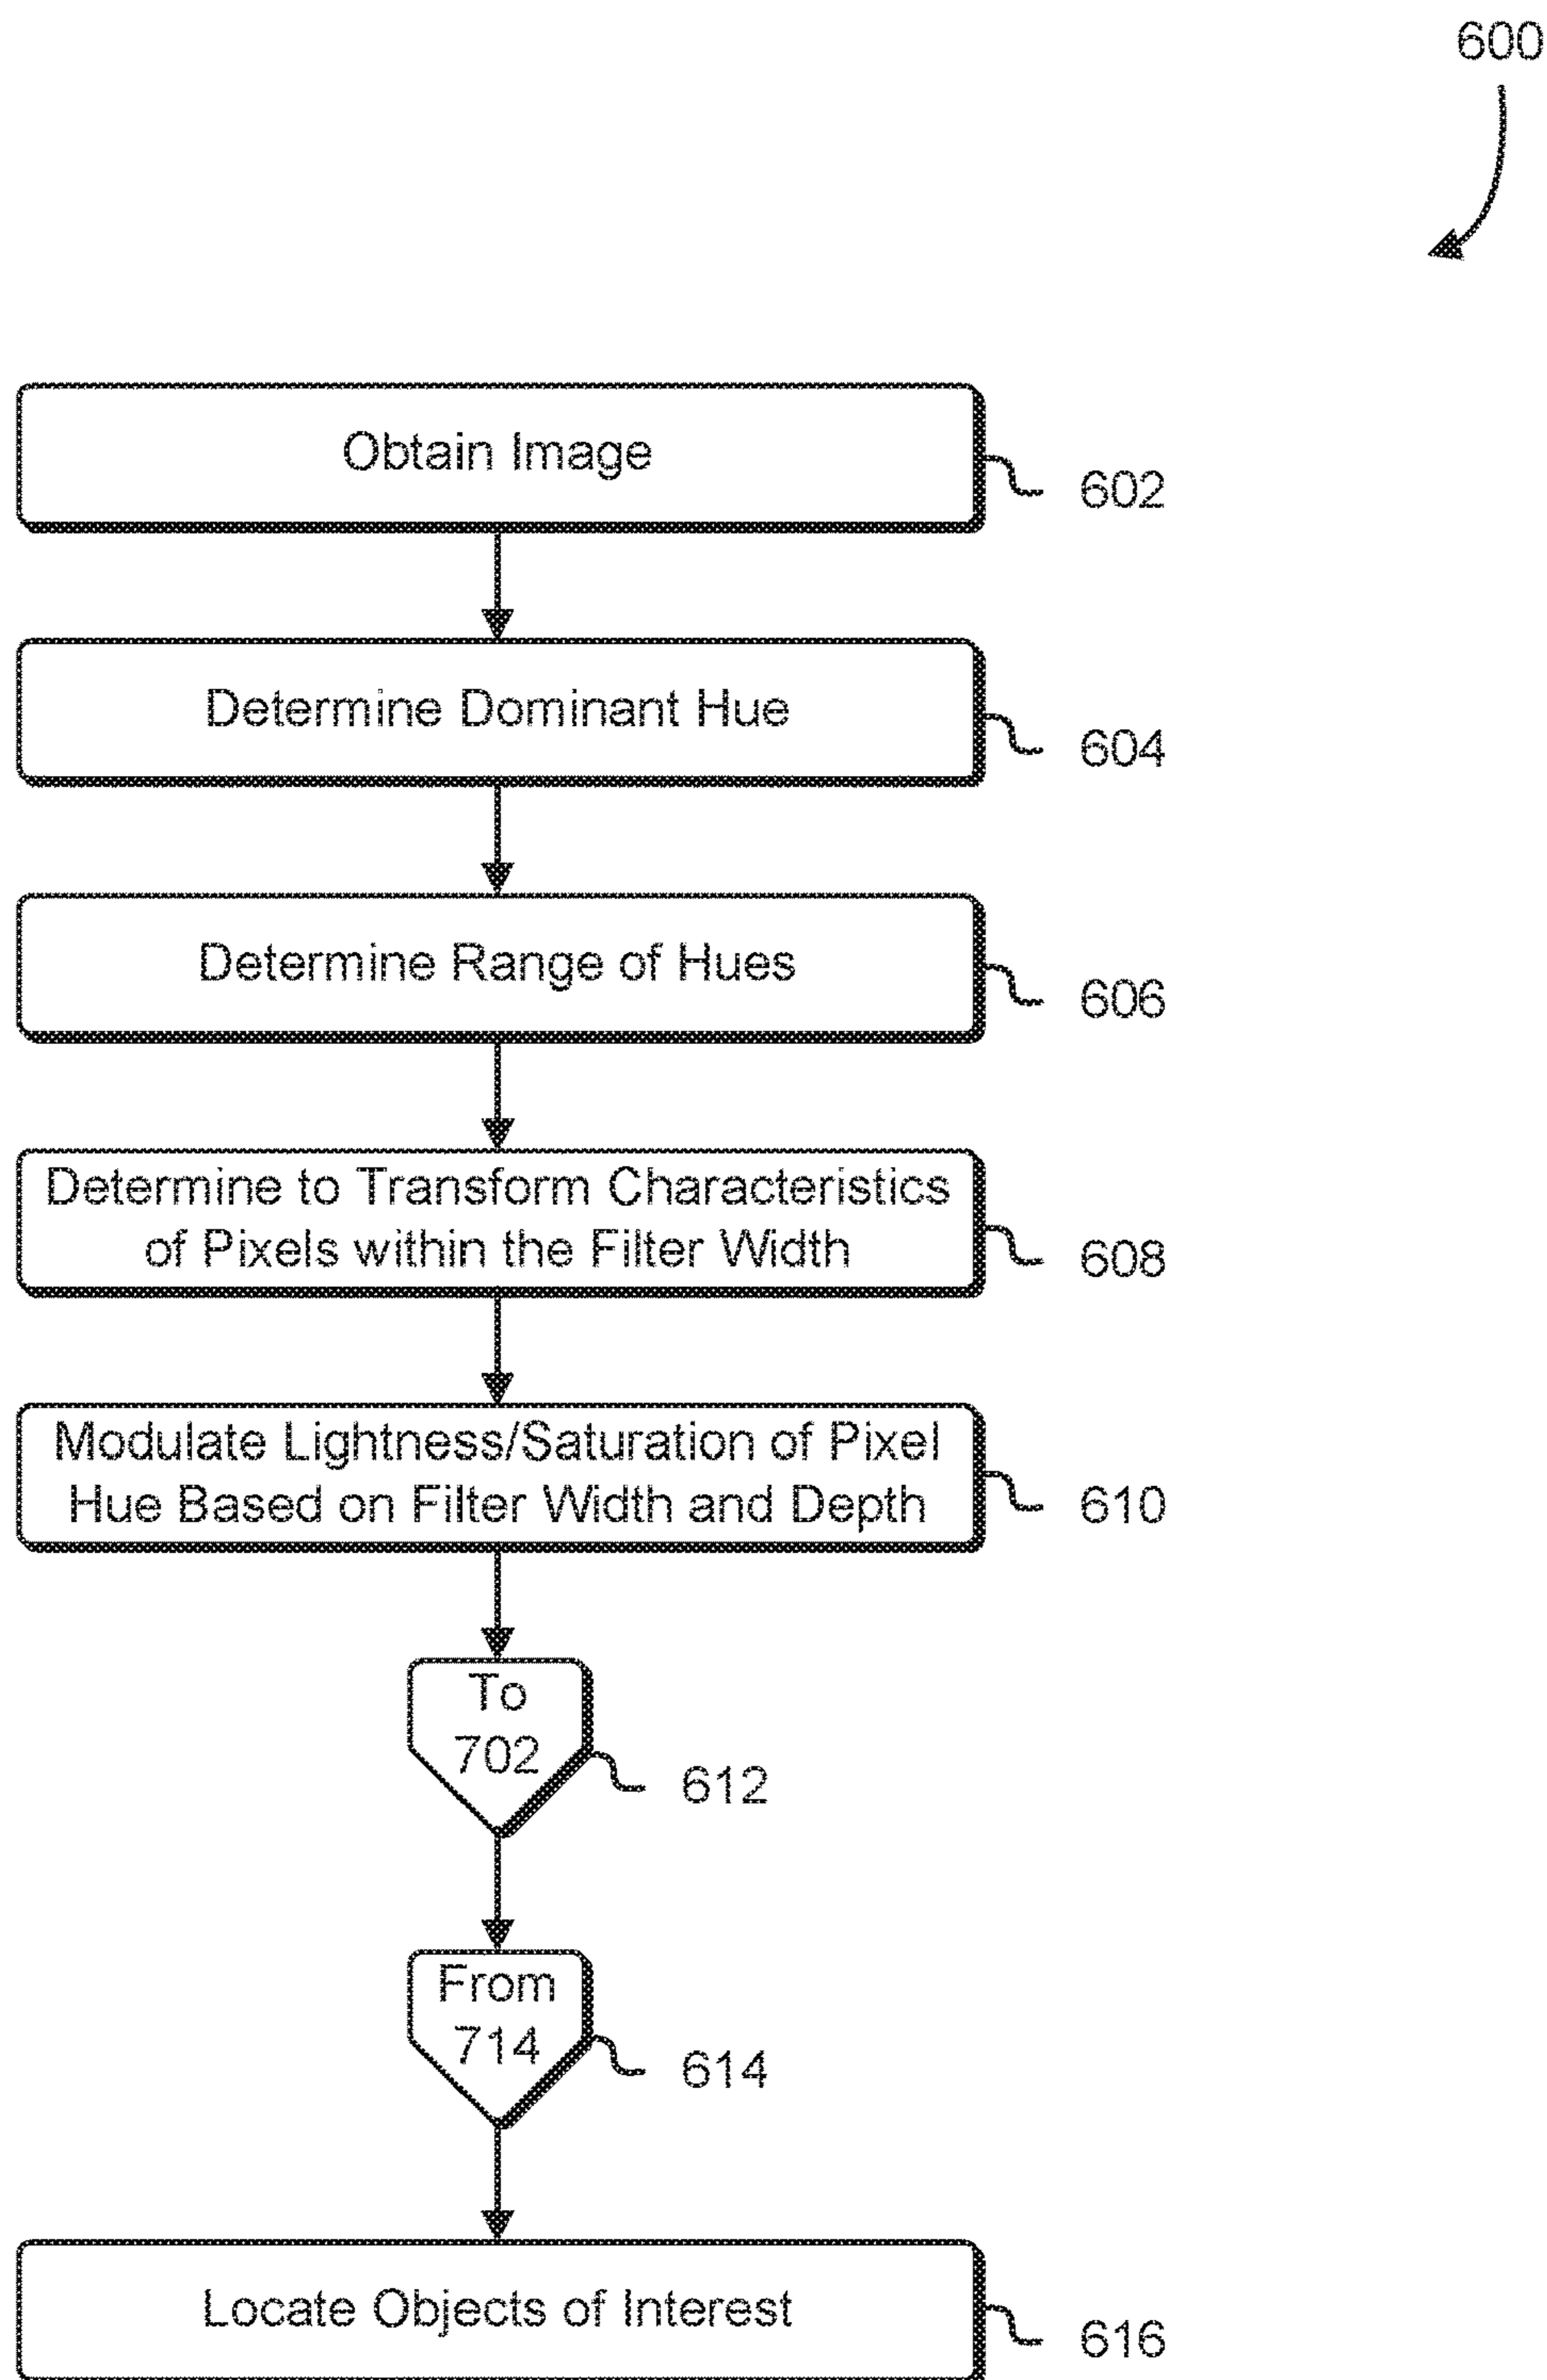 600
Obtain Image
602
Determine Dominant Hue
604
Determine Range of Hues
606
Determine to Transform Characteristics
of Pixels within the Filter Width
608
Modulate Lightness/Saturation of Pixel
Hue Based on Filter Width and Depth
610
To
702
612
From
714
614
Locate Objects of Interest
616